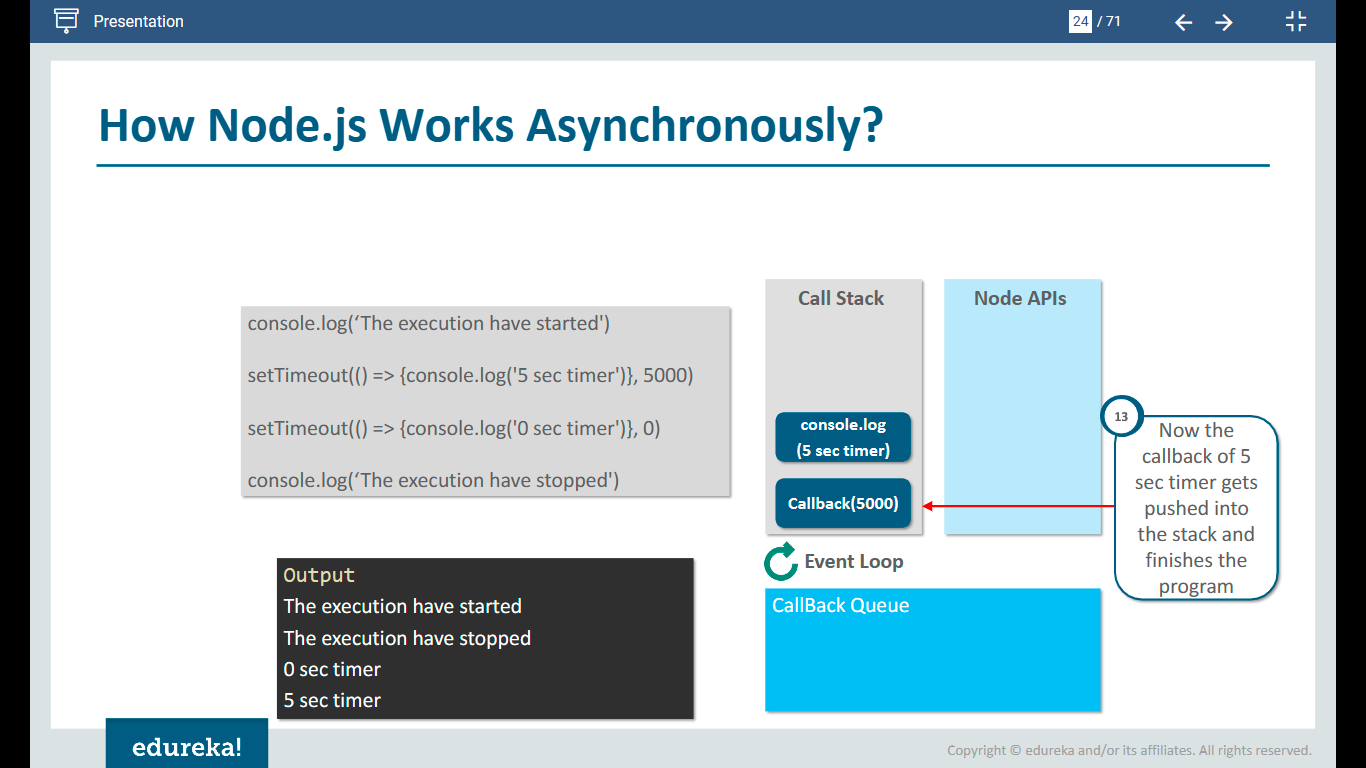 Presentation
24 / 71
How Node.js Works Asynchronously?
console.log(‘The execution have started')
setTimeout(() => {console.log('5 sec timer')}, 5000)
setTimeout(() => {console.log('0 sec timer')}, 0)
console.log(‘The execution have stopped')
Output
The execution have started
The execution have stopped
0 sec timer
5 sec timer
Call Stack
console.log
(5 sec timer)
Callback(5000)
Node APIs
Event Loop
CallBack Queue
13
Now the
callback of 5
sec timer gets
pushed into
the stack and
finishes the
program
edureka!
Copyright © edureka and/or its affiliates. All rights reserved.